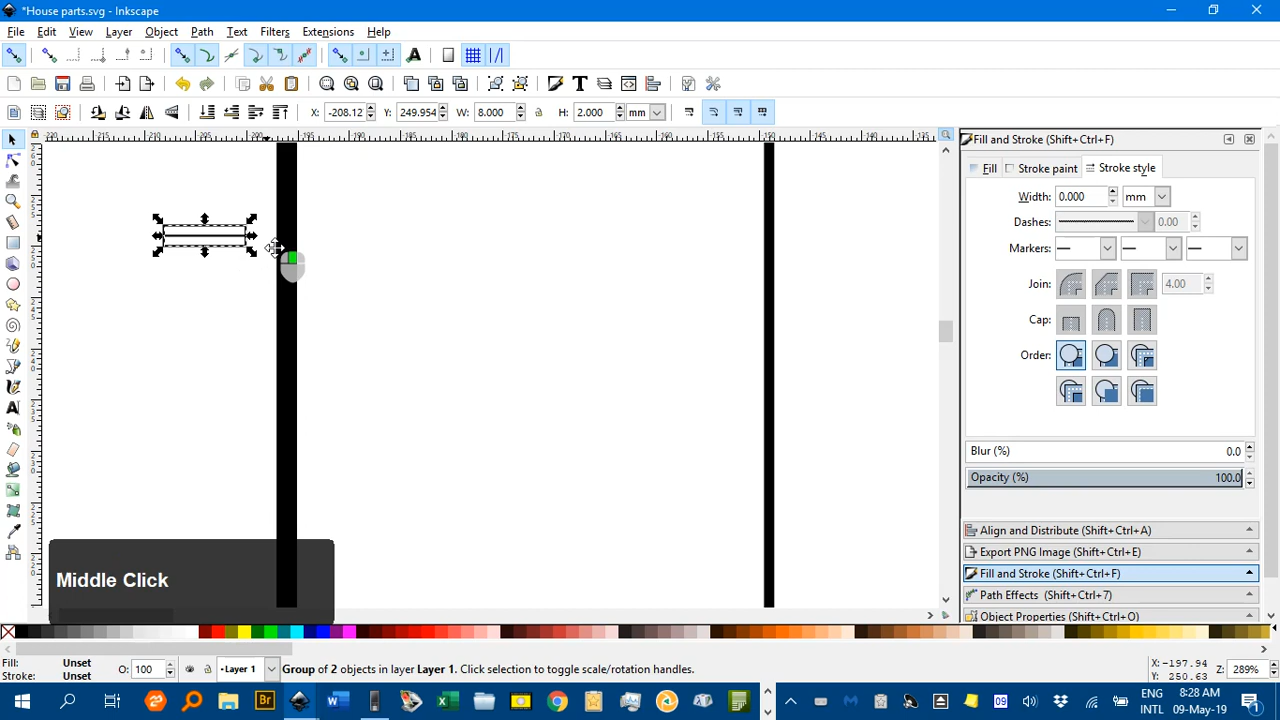 *House parts.svg - Inkscape
File Edit View Layer Object Path Text Filters Extensions Help
X: -208.12 Y: 249.954 W: 8.000 H: 2.000 mm
Fill and Stroke (Shift+Ctrl+F)
Fill Stroke paint Stroke style
Width: 0.000 mm
Dashes: 0.00
Markers:
Join: 4.00
Cap:
Order:
Blur (%) 0.0
Opacity (%) 100.0
Align and Distribute (Shift+Ctrl+A)
Export PNG Image (Shift+Ctrl+E)
Fill and Stroke (Shift+Ctrl+F)
Path Effects (Shift+Ctrl+7)
Object Properties (Shift+Ctrl+O)
Middle Click
Fill: Unset
Stroke: Unset
O: 100
Layer 1
Group of 2 objects in layer Layer 1. Click selection to toggle scale/rotation handles.
X: -197.94
Y: 250.63
Z: 289%
ENG
INTL
09
8:28 AM
09-May-19